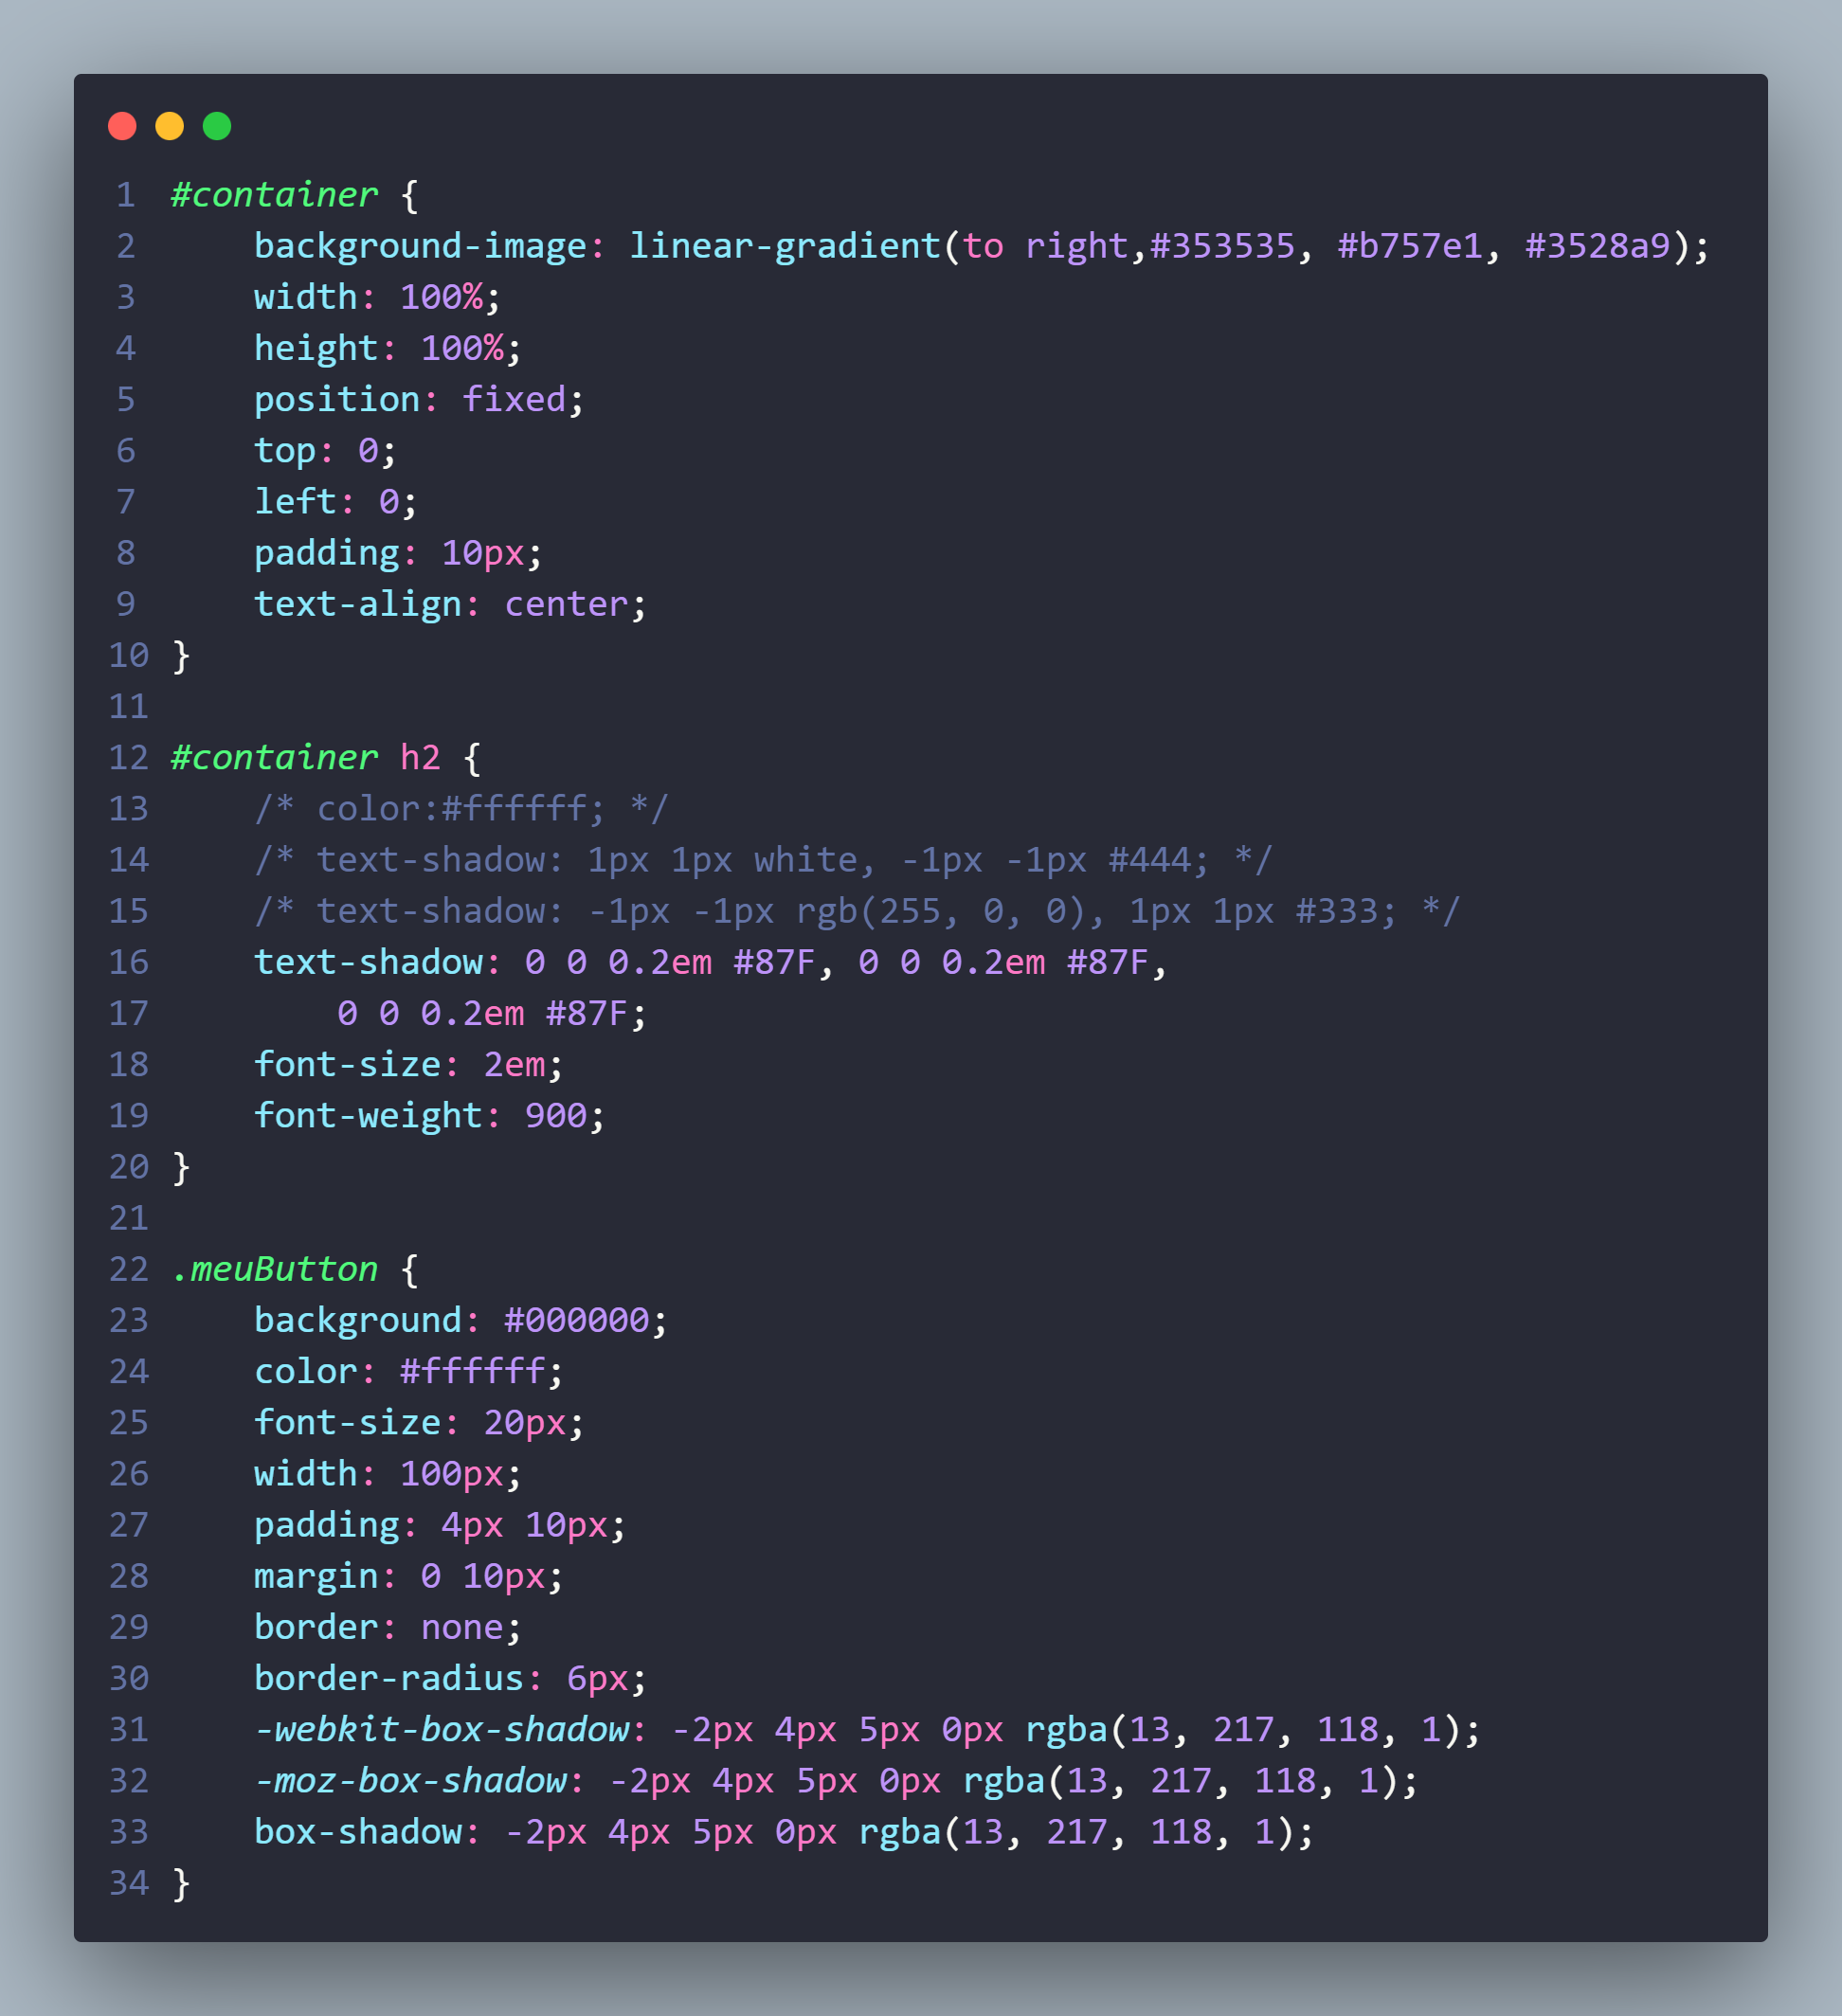 1 #container {
2     background-image: linear-gradient(to right,#353535, #b757e1, #3528a9);
3     width: 100%;
4     height: 100%;
5     position: fixed;
6     top: 0;
7     left: 0;
8     padding: 10px;
9     text-align: center;
10 }
11
12 #container h2 {
13     /* color:#ffffff; */
14     /* text-shadow: 1px 1px white, -1px -1px #444; */
15     /* text-shadow: -1px -1px rgb(255, 0, 0), 1px 1px #333; */
16     text-shadow: 0 0 0.2em #87F, 0 0 0.2em #87F,
17         0 0 0.2em #87F;
18     font-size: 2em;
19     font-weight: 900;
20 }
21
22 .meuButton {
23     background: #000000;
24     color: #ffffff;
25     font-size: 20px;
26     width: 100px;
27     padding: 4px 10px;
28     margin: 0 10px;
29     border: none;
30     border-radius: 6px;
31     -webkit-box-shadow: -2px 4px 5px 0px rgba(13, 217, 118, 1);
32     -moz-box-shadow: -2px 4px 5px 0px rgba(13, 217, 118, 1);
33     box-shadow: -2px 4px 5px 0px rgba(13, 217, 118, 1);
34 }